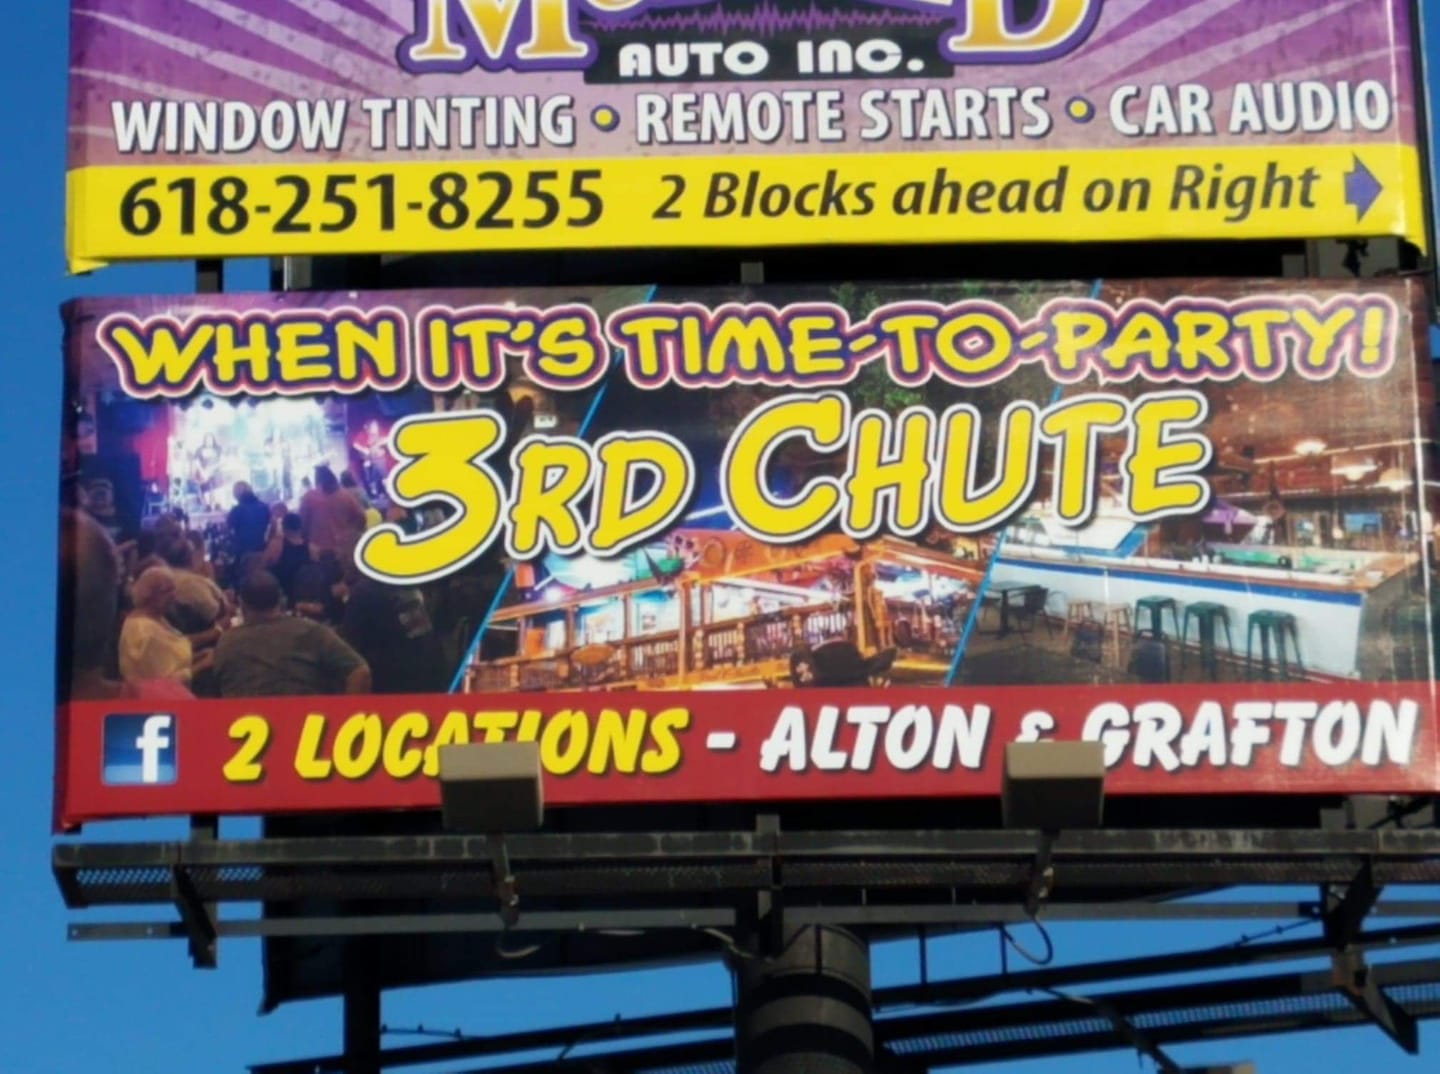 AUTO INC.
WINDOW TINTING • REMOTE STARTS • CAR AUDIO
618-251-8255 2 Blocks ahead on Right
WHEN IT'S TIME-TO-PARTY!
3RD CHUTE
f 2 LOCATIONS - ALTON & GRAFTON